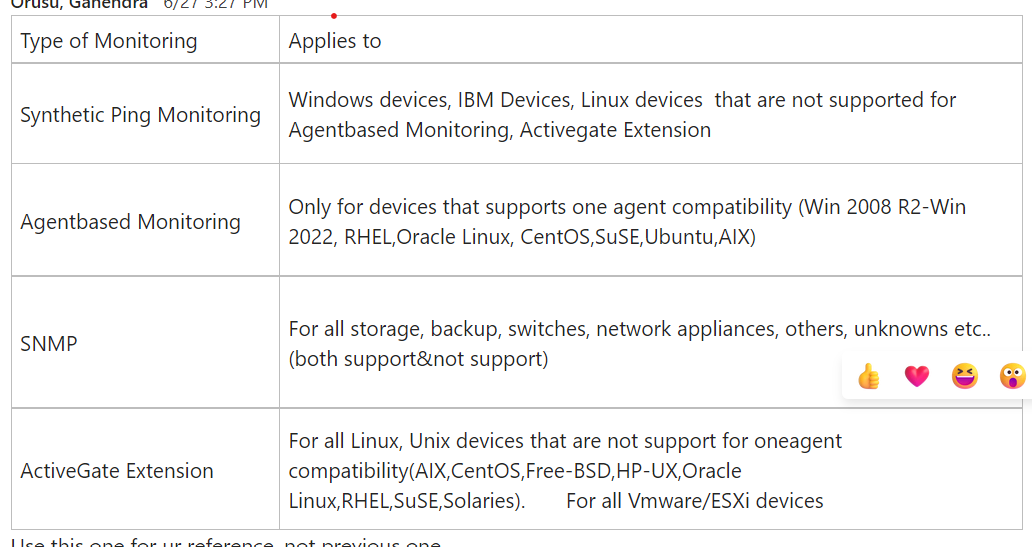 Orusu, Ganendra 6/27 3:27 PM
Type of Monitoring
Applies to
Synthetic Ping Monitoring
Windows devices, IBM Devices, Linux devices  that are not supported for
Agentbased Monitoring, Activegate Extension
Agentbased Monitoring
Only for devices that supports one agent compatibility (Win 2008 R2-Win
2022, RHEL,Oracle Linux, CentOS,SuSE,Ubuntu,AIX)
SNMP
For all storage, backup, switches, network appliances, others, unknowns etc..
(both support&not support)
ActiveGate Extension
For all Linux, Unix devices that are not support for oneagent
compatibility(AIX,CentOS,Free-BSD,HP-UX,Oracle
Linux,RHEL,SuSE,Solaries).       For all Vmware/ESXi devices
Use this one for ur reference, not previous one